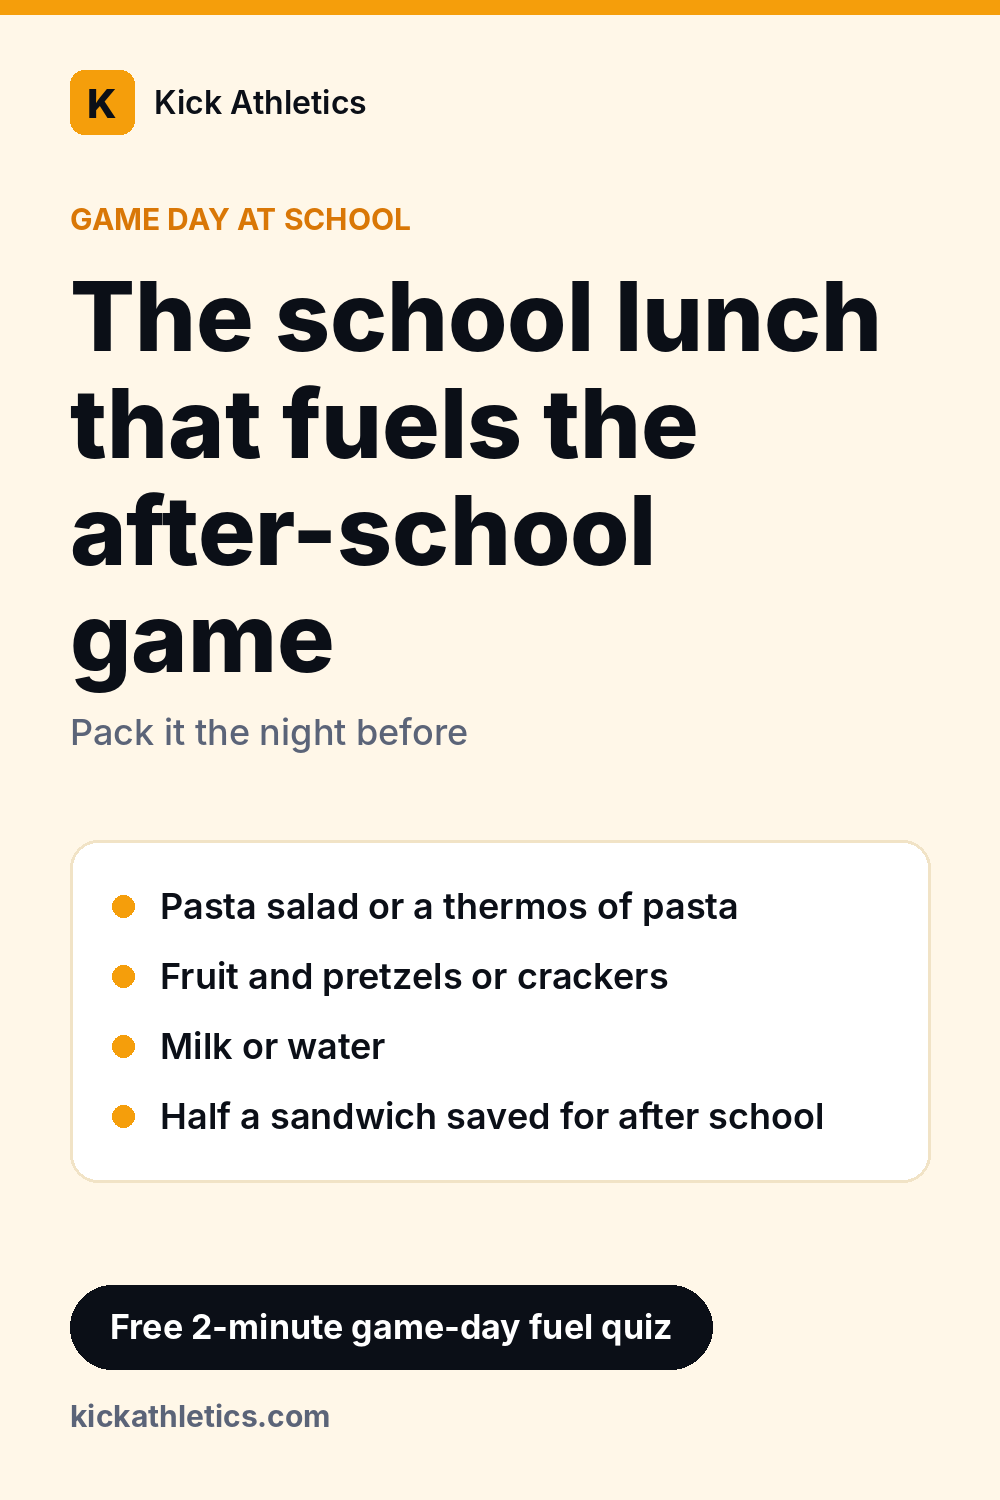 K
Kick Athletics
GAME DAY AT SCHOOL
The school lunch
that fuels the
after-school
game
Pack it the night before
Pasta salad or a thermos of pasta
Fruit and pretzels or crackers
Milk or water
Half a sandwich saved for after school
Free 2-minute game-day fuel quiz
kickathletics.com